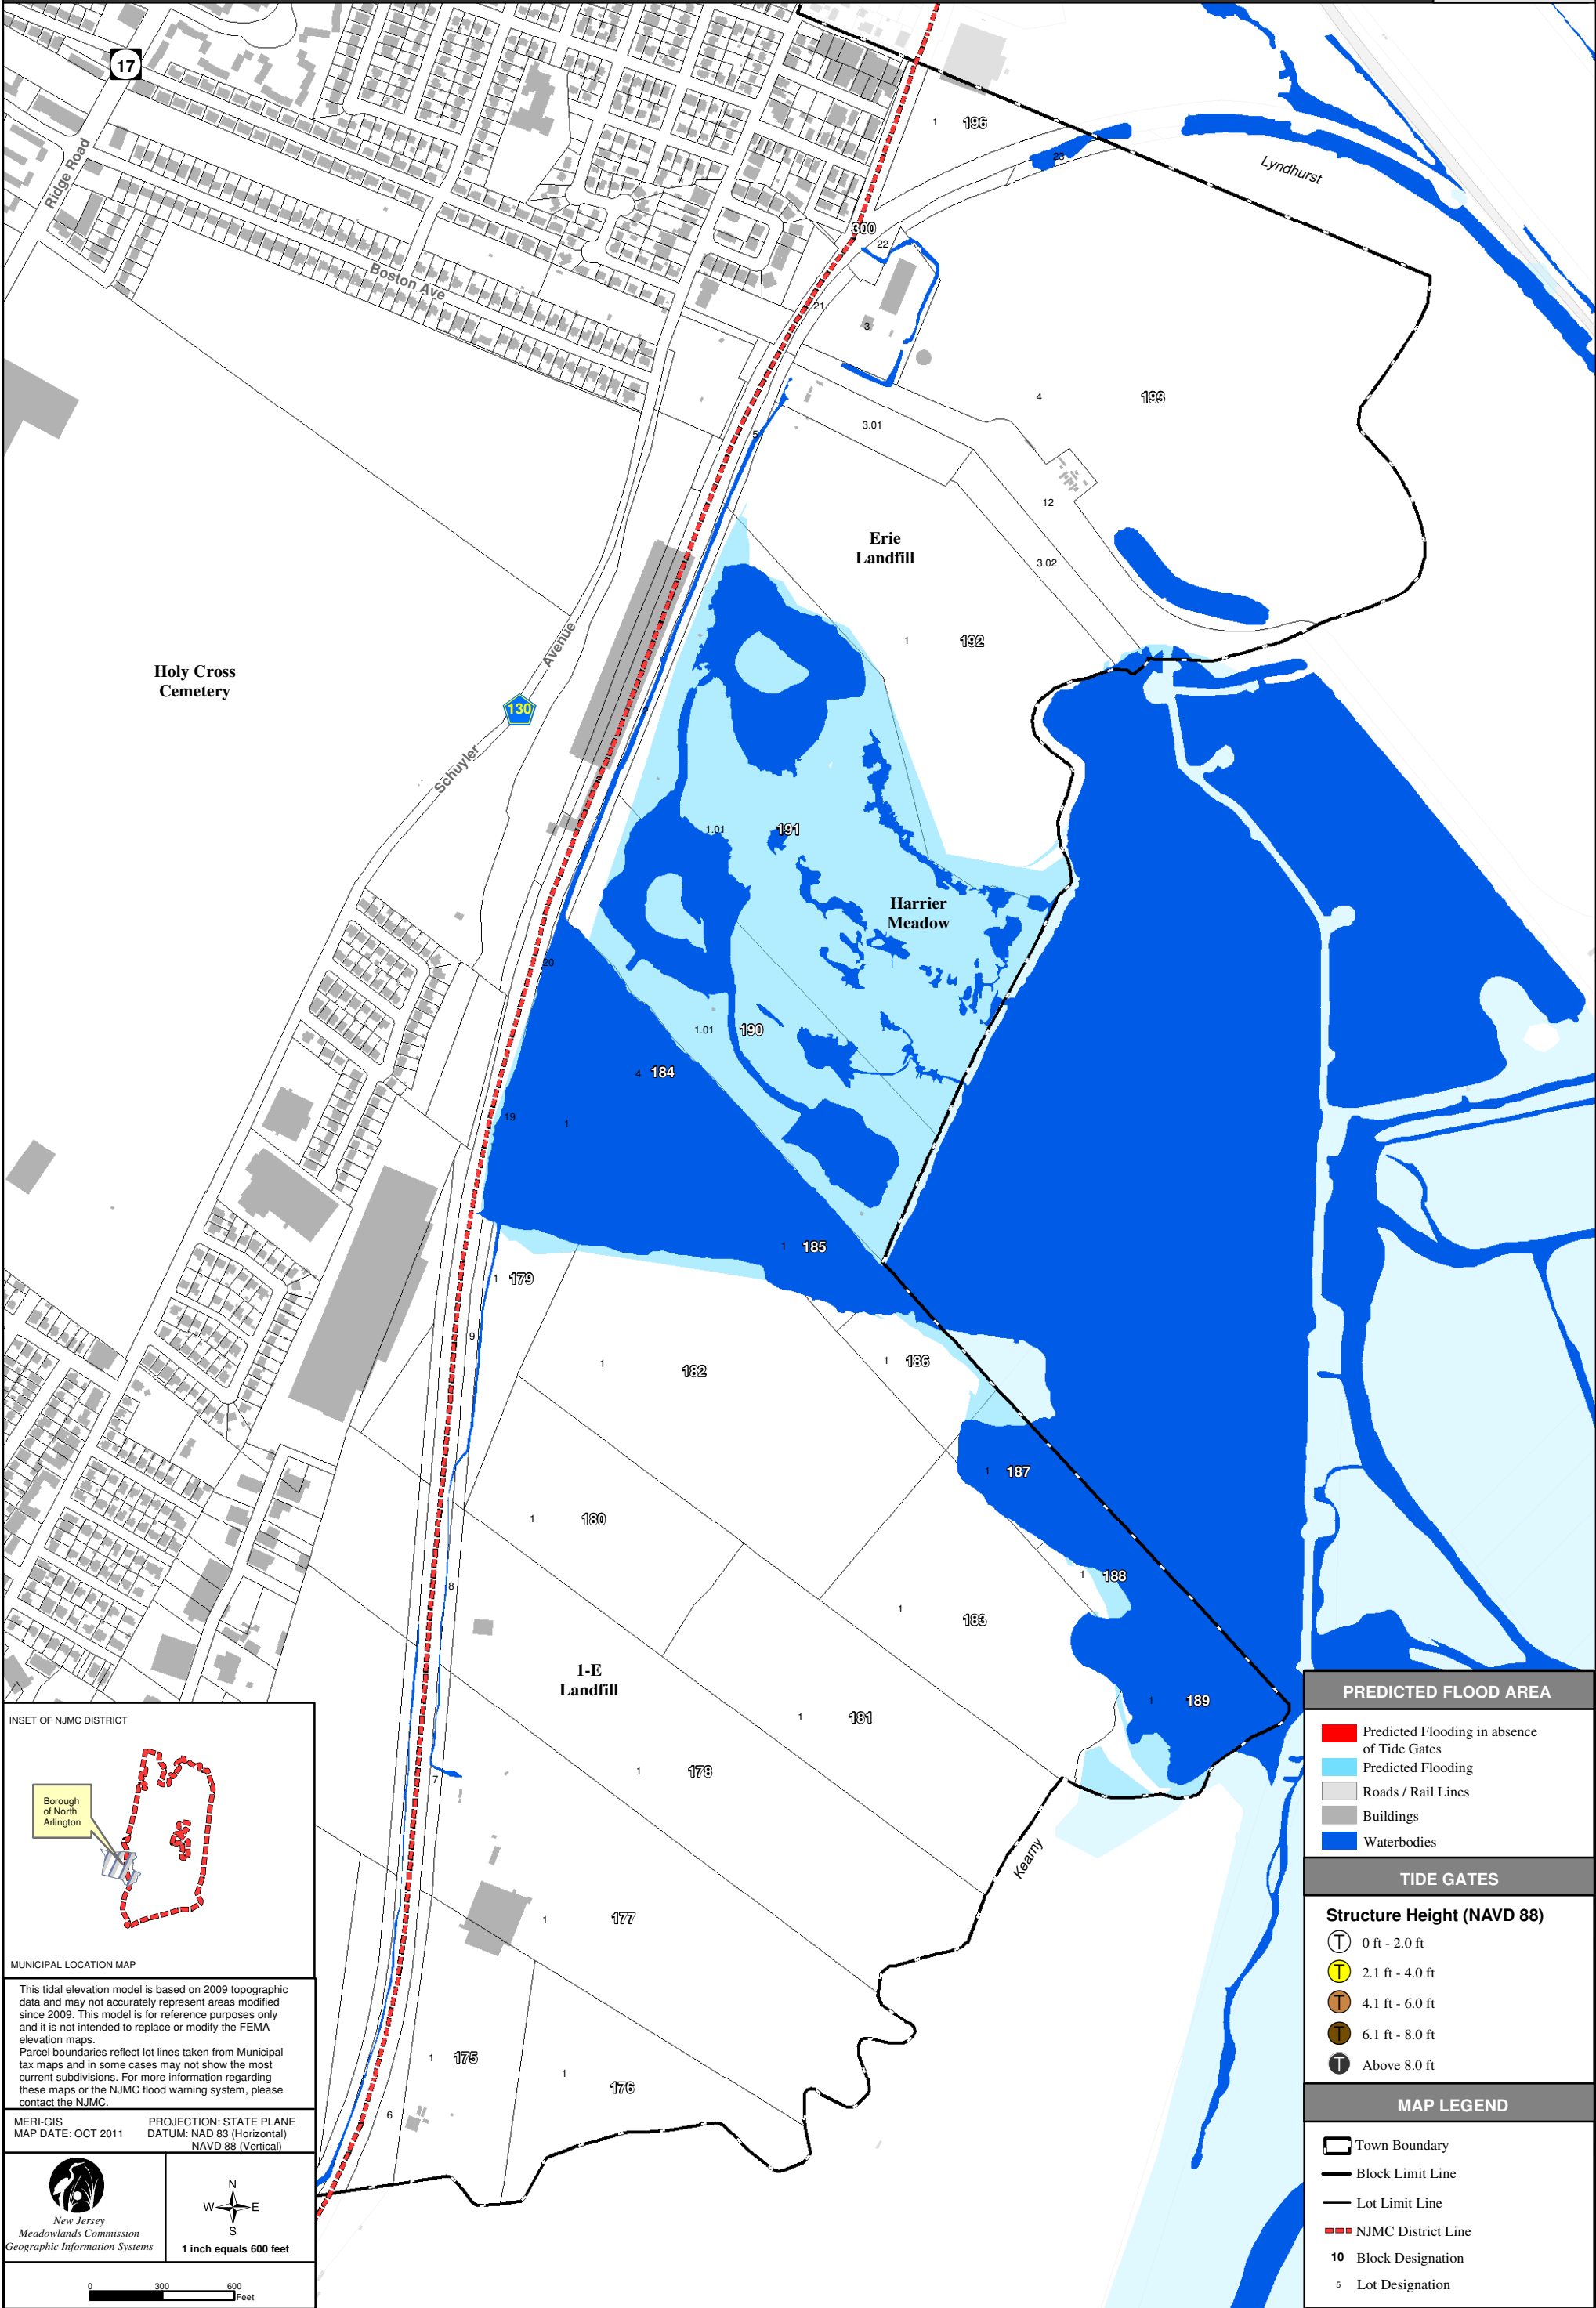 17
Ridge Road
Boston Ave
1 196
23
Lyndhurst
300
22
21
3
4 193
3.01
5
12
Erie
Landfill
3.02
1 192
Holy Cross
Cemetery
Avenue
130
Schuyler
2
1.01 191
Harrier
Meadow
20
1.01 190
4 184
19
1
1 185
1 179
9
1 182
1 186
1 187
1 180
1 188
8
1 183
1-E
Landfill
1 189
1 181
1 178
7
Kearny
1 177
1 175
1 176
6
INSET OF NJMC DISTRICT
Borough
of North
Arlington
MUNICIPAL LOCATION MAP
This tidal elevation model is based on 2009 topographic
data and may not accurately represent areas modified
since 2009. This model is for reference purposes only
and it is not intended to replace or modify the FEMA
elevation maps.
Parcel boundaries reflect lot lines taken from Municipal
tax maps and in some cases may not show the most
current subdivisions. For more information regarding
these maps or the NJMC flood warning system, please
contact the NJMC.
MERI-GIS
MAP DATE: OCT 2011
PROJECTION: STATE PLANE
DATUM: NAD 83 (Horizontal)
NAVD 88 (Vertical)
New Jersey
Meadowlands Commission
Geographic Information Systems
N
W E
S
1 inch equals 600 feet
0 300 600
Feet
PREDICTED FLOOD AREA
Predicted Flooding in absence
of Tide Gates
Predicted Flooding
Roads / Rail Lines
Buildings
Waterbodies
TIDE GATES
Structure Height (NAVD 88)
T 0 ft - 2.0 ft
T 2.1 ft - 4.0 ft
T 4.1 ft - 6.0 ft
T 6.1 ft - 8.0 ft
T Above 8.0 ft
MAP LEGEND
Town Boundary
Block Limit Line
Lot Limit Line
NJMC District Line
10 Block Designation
5 Lot Designation